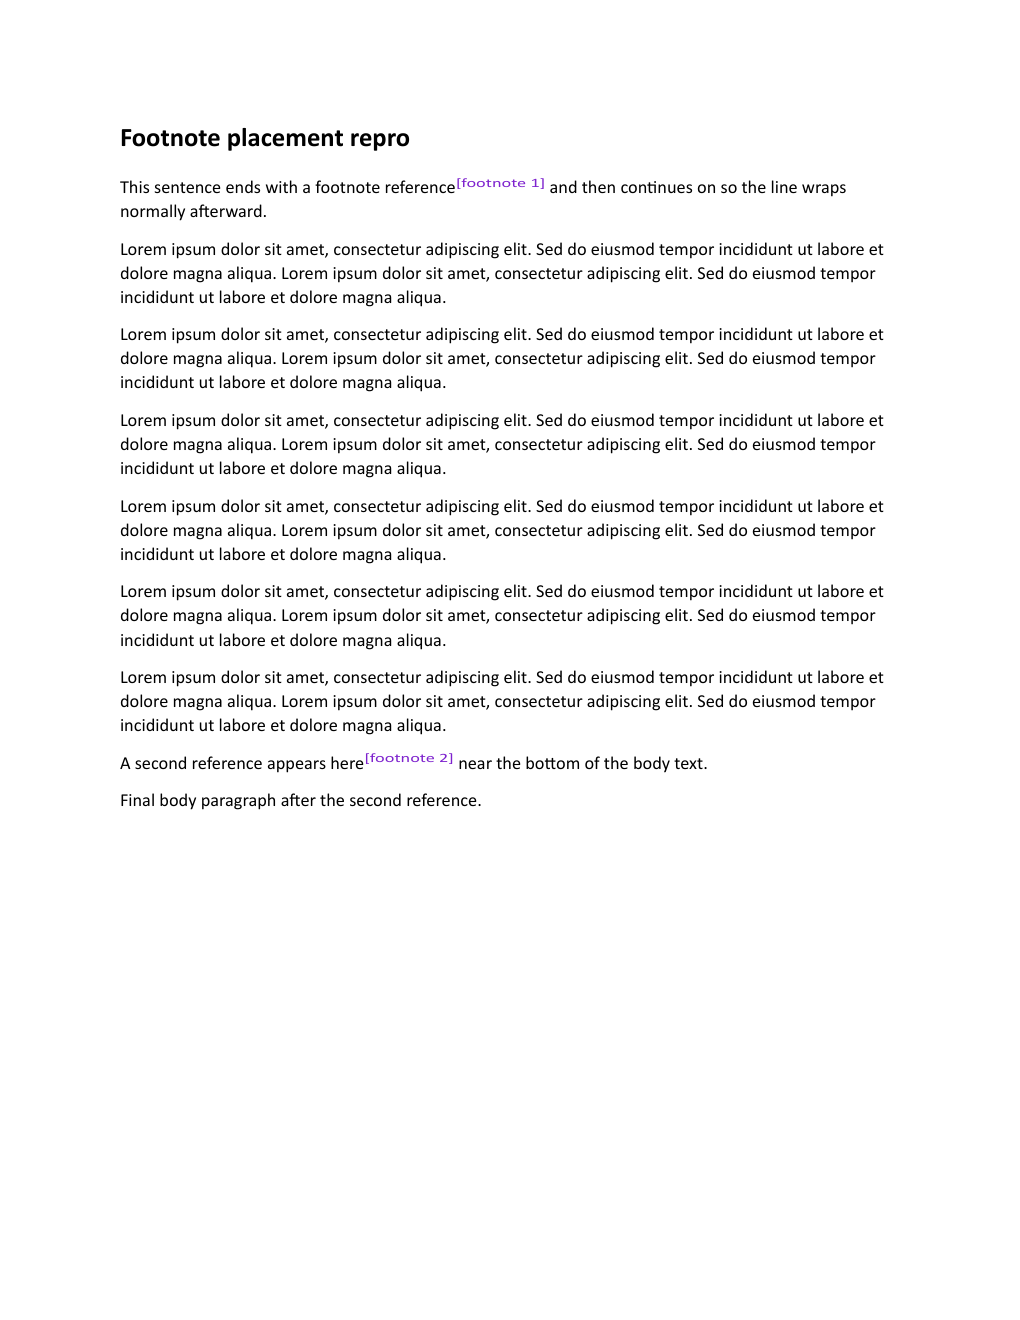 Footnote placement repro
This sentence ends with a footnote reference[footnote 1] and then continues on so the line wraps
normally afterward.
Lorem ipsum dolor sit amet, consectetur adipiscing elit. Sed do eiusmod tempor incididunt ut labore et
dolore magna aliqua. Lorem ipsum dolor sit amet, consectetur adipiscing elit. Sed do eiusmod tempor
incididunt ut labore et dolore magna aliqua.
Lorem ipsum dolor sit amet, consectetur adipiscing elit. Sed do eiusmod tempor incididunt ut labore et
dolore magna aliqua. Lorem ipsum dolor sit amet, consectetur adipiscing elit. Sed do eiusmod tempor
incididunt ut labore et dolore magna aliqua.
Lorem ipsum dolor sit amet, consectetur adipiscing elit. Sed do eiusmod tempor incididunt ut labore et
dolore magna aliqua. Lorem ipsum dolor sit amet, consectetur adipiscing elit. Sed do eiusmod tempor
incididunt ut labore et dolore magna aliqua.
Lorem ipsum dolor sit amet, consectetur adipiscing elit. Sed do eiusmod tempor incididunt ut labore et
dolore magna aliqua. Lorem ipsum dolor sit amet, consectetur adipiscing elit. Sed do eiusmod tempor
incididunt ut labore et dolore magna aliqua.
Lorem ipsum dolor sit amet, consectetur adipiscing elit. Sed do eiusmod tempor incididunt ut labore et
dolore magna aliqua. Lorem ipsum dolor sit amet, consectetur adipiscing elit. Sed do eiusmod tempor
incididunt ut labore et dolore magna aliqua.
Lorem ipsum dolor sit amet, consectetur adipiscing elit. Sed do eiusmod tempor incididunt ut labore et
dolore magna aliqua. Lorem ipsum dolor sit amet, consectetur adipiscing elit. Sed do eiusmod tempor
incididunt ut labore et dolore magna aliqua.
A second reference appears here[footnote 2] near the bottom of the body text.
Final body paragraph after the second reference.